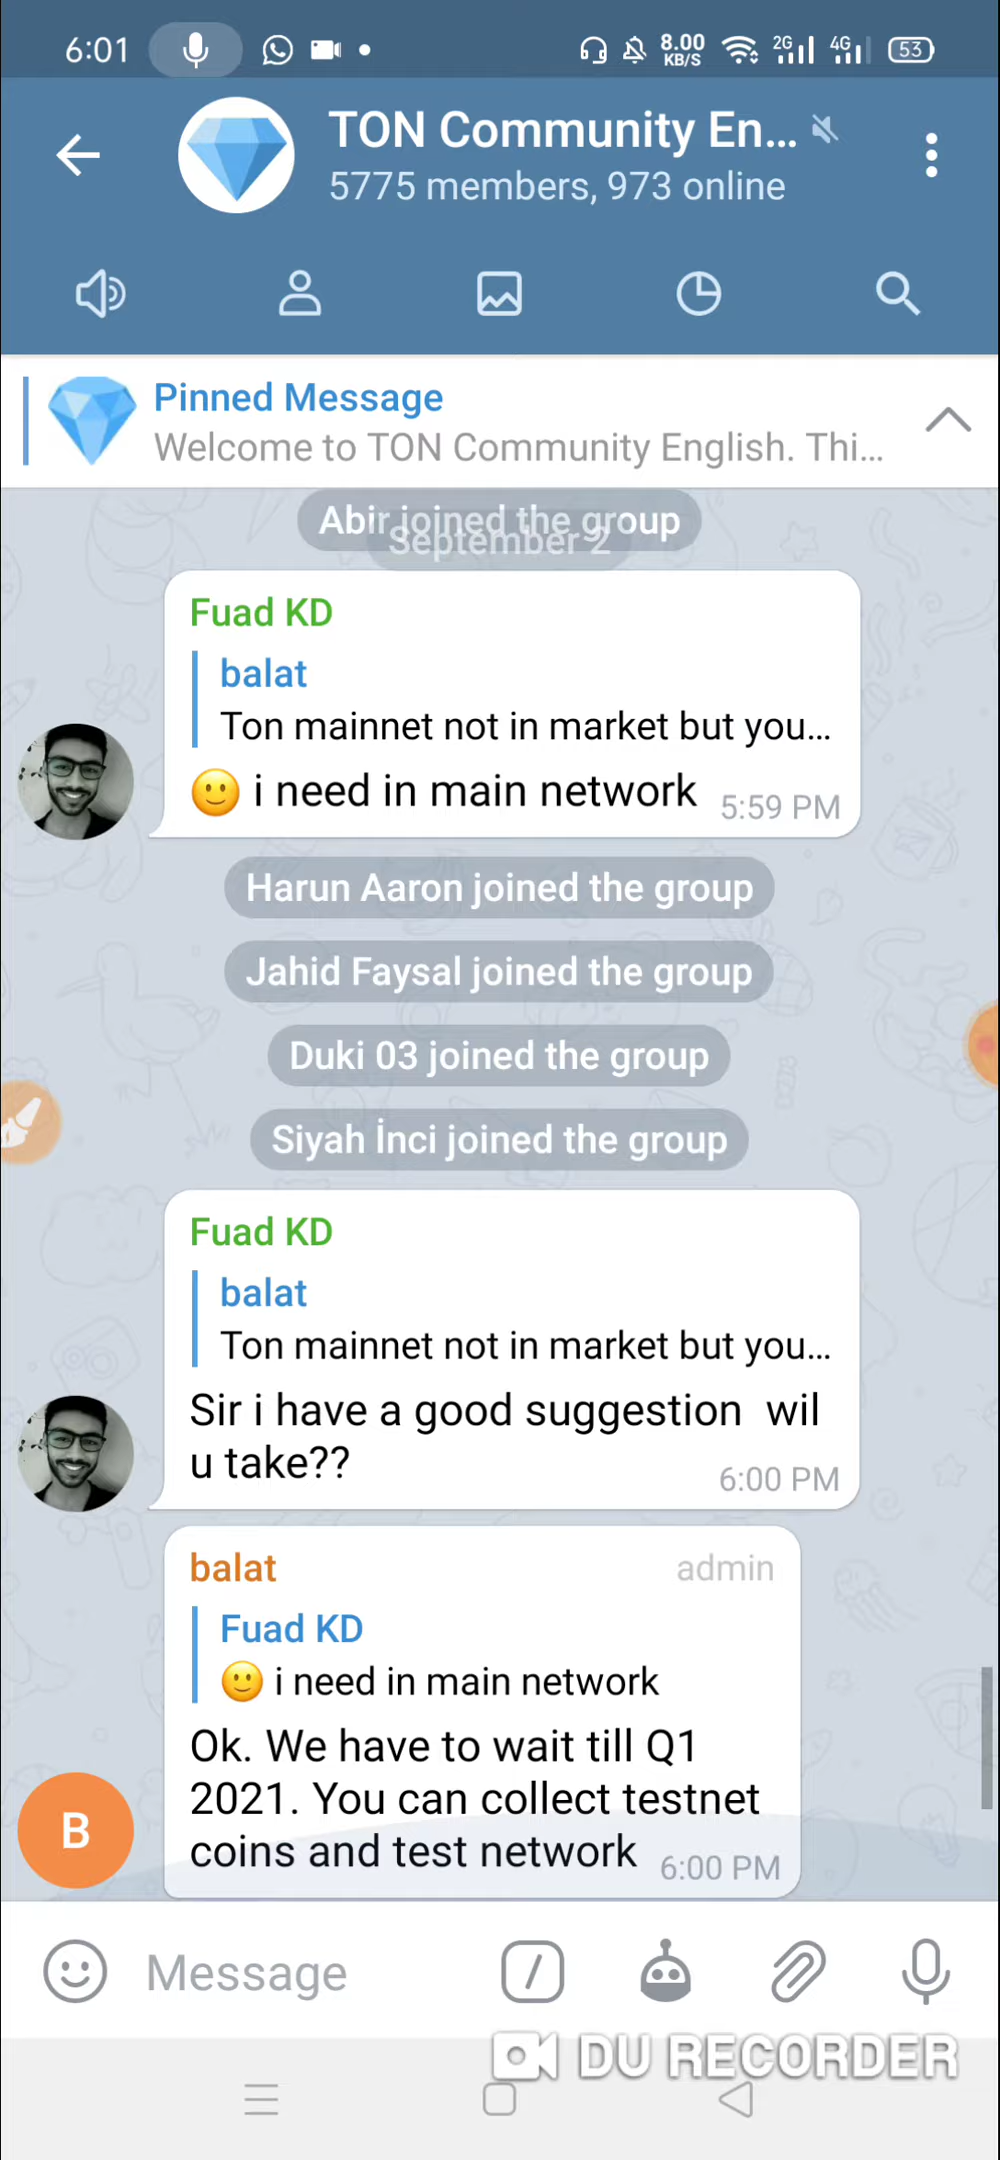 6:01
8.00
KB/S
2G
4G
53
TON Community En...
5775 members, 973 online
Pinned Message
Welcome to TON Community English. Thi...
Abir joined the group
September 2
Fuad KD
balat
Ton mainnet not in market but you...
🙂 i need in main network
5:59 PM
Harun Aaron joined the group
Jahid Faysal joined the group
Duki 03 joined the group
Siyah İnci joined the group
Fuad KD
balat
Ton mainnet not in market but you...
Sir i have a good suggestion  wil
u take??
6:00 PM
balat
admin
Fuad KD
🙂 i need in main network
Ok. We have to wait till Q1
2021. You can collect testnet
coins and test network
6:00 PM
B
Message
DU RECORDER